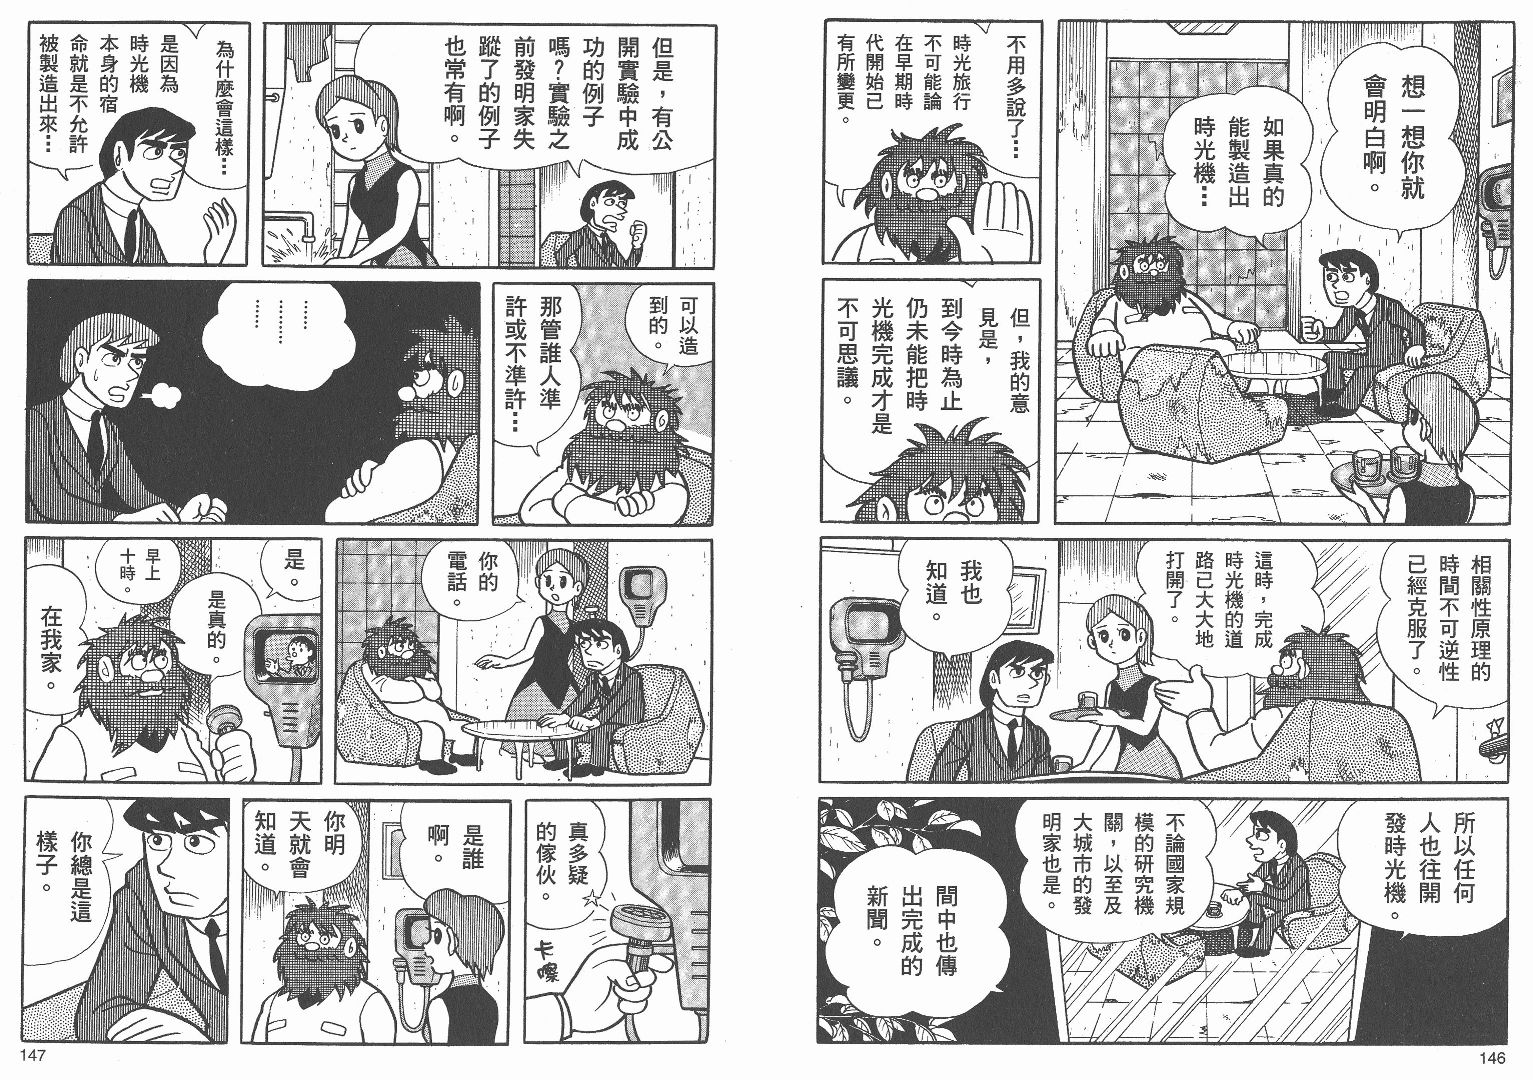 想一想你就
會明白啊。
如果真的
能製造出
時光機…
不用多說了…
時光旅行
不可能論
在早期時
代開始已
有所變更。
但，我的意
見是，
到今時為止
仍未能把時
光機完成才是
不可思議。
相關性原理的
時間不可逆性
已經克服了。
這時，完成
時光機的道
路已大大地
打開了。
我也
知道。
所以任何
人也往開
發時光機。
不論國家規
模的研究機
關，以至及
大城市的發
明家也是。
間中也傳
出完成的
新聞。
146
但是，有公
開實驗中成
功的例子
嗎？實驗之
前發明家失
蹤了的例子
也常有啊。
為什麼會這樣…
是因為
時光機
本身的宿
命就是不允許
被製造出來…
可以造
到的。
那管誰人準
許或不準許…
………
………
………
你的
電話。
是。
是真的。
早上
十時。
在我家。
真多疑
的傢伙。
卡嚓
是誰
啊。
你明
天就會
知道。
你總是這
樣子。
147